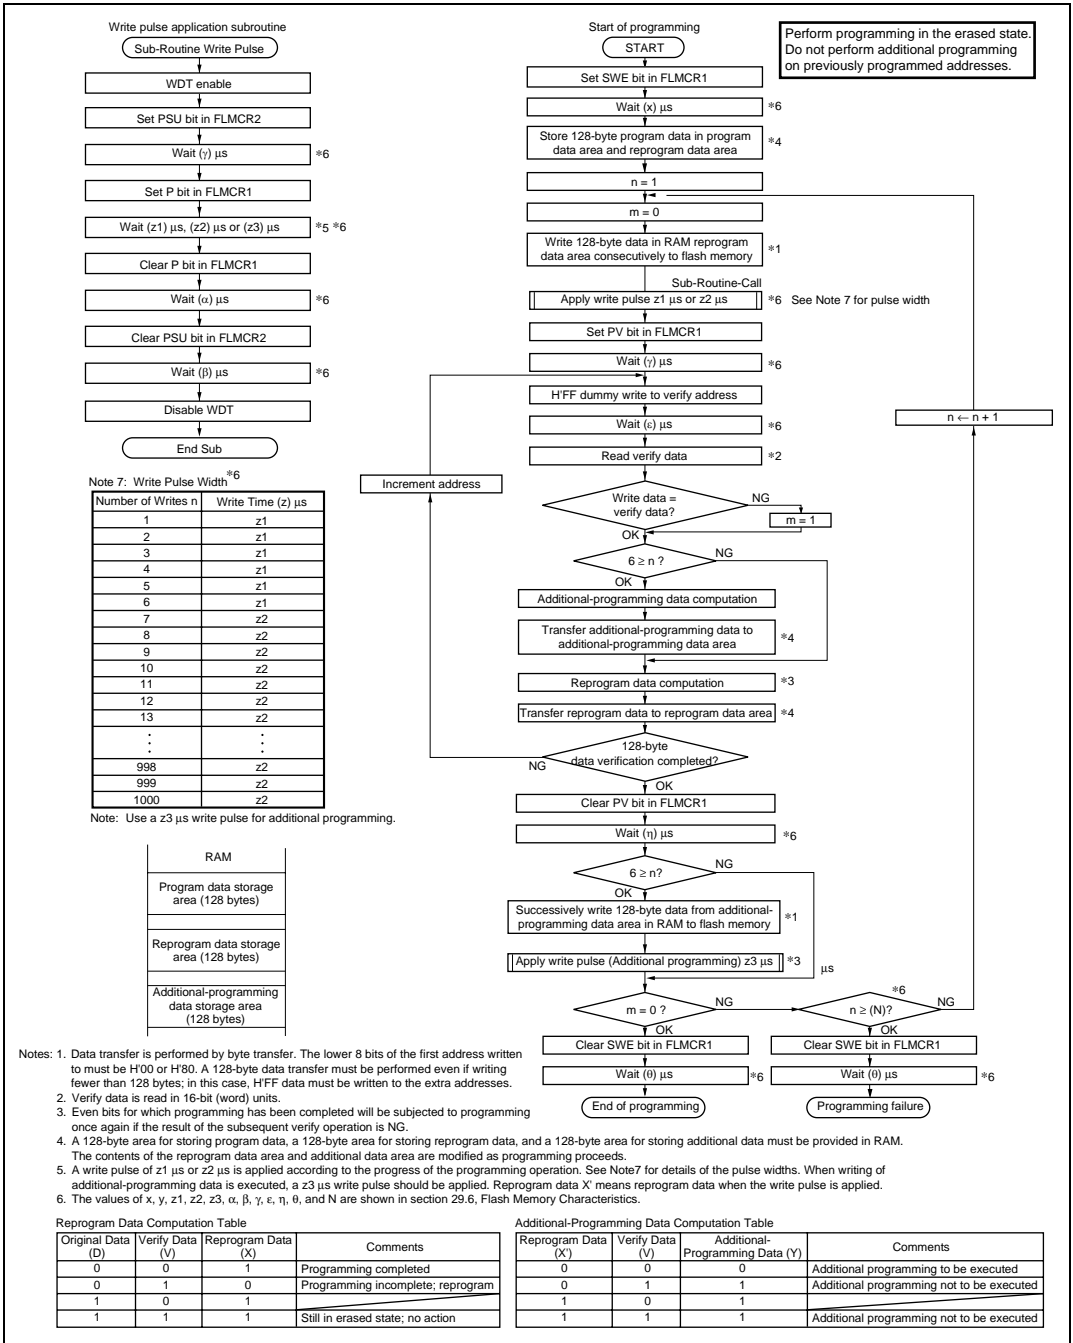 Write pulse application subroutine
Sub-Routine Write Pulse
WDT enable
Set PSU bit in FLMCR2
Wait (γ) μs
*6
Set P bit in FLMCR1
Wait (z1) μs, (z2) μs or (z3) μs
*5 *6
Clear P bit in FLMCR1
Wait (α) μs
*6
Clear PSU bit in FLMCR2
Wait (β) μs
*6
Disable WDT
End Sub
Note 7: Write Pulse Width*6
Number of Writes n Write Time (z) μs
1 z1
2 z1
3 z1
4 z1
5 z1
6 z1
7 z2
8 z2
9 z2
10 z2
11 z2
12 z2
13 z2
998 z2
999 z2
1000 z2
Note: Use a z3 μs write pulse for additional programming.
RAM
Program data storage
area (128 bytes)
Reprogram data storage
area (128 bytes)
Additional-programming
data storage area
(128 bytes)
Start of programming
START
Perform programming in the erased state.
Do not perform additional programming
on previously programmed addresses.
Set SWE bit in FLMCR1
Wait (x) μs
*6
Store 128-byte program data in program
data area and reprogram data area
*4
n = 1
m = 0
Write 128-byte data in RAM reprogram
data area consecutively to flash memory
*1
Sub-Routine-Call
Apply write pulse z1 μs or z2 μs
*6 See Note 7 for pulse width
Set PV bit in FLMCR1
Wait (γ) μs
*6
H'FF dummy write to verify address
Wait (ε) μs
*6
Read verify data
*2
Increment address
n ← n + 1
Write data =
verify data?
NG
m = 1
OK
6 ≥ n ?
NG
OK
Additional-programming data computation
Transfer additional-programming data to
additional-programming data area
*4
Reprogram data computation
*3
Transfer reprogram data to reprogram data area
*4
128-byte
data verification completed?
NG
OK
Clear PV bit in FLMCR1
Wait (η) μs
*6
6 ≥ n?
NG
OK
Successively write 128-byte data from additional-
programming data area in RAM to flash memory
*1
Apply write pulse (Additional programming) z3 μs
*3
μs
m = 0 ?
NG
OK
*6
n ≥ (N)?
NG
OK
Clear SWE bit in FLMCR1
Clear SWE bit in FLMCR1
Wait (θ) μs
*6
Wait (θ) μs
*6
End of programming
Programming failure
Notes: 1. Data transfer is performed by byte transfer. The lower 8 bits of the first address written
to must be H'00 or H'80. A 128-byte data transfer must be performed even if writing
fewer than 128 bytes; in this case, H'FF data must be written to the extra addresses.
2. Verify data is read in 16-bit (word) units.
3. Even bits for which programming has been completed will be subjected to programming
once again if the result of the subsequent verify operation is NG.
4. A 128-byte area for storing program data, a 128-byte area for storing reprogram data, and a 128-byte area for storing additional data must be provided in RAM.
The contents of the reprogram data area and additional data area are modified as programming proceeds.
5. A write pulse of z1 μs or z2 μs is applied according to the progress of the programming operation. See Note7 for details of the pulse widths. When writing of
additional-programming data is executed, a z3 μs write pulse should be applied. Reprogram data X' means reprogram data when the write pulse is applied.
6. The values of x, y, z1, z2, z3, α, β, γ, ε, η, θ, and N are shown in section 29.6, Flash Memory Characteristics.
Reprogram Data Computation Table
Original Data (D) Verify Data (V) Reprogram Data (X) Comments
0 0 1 Programming completed
0 1 0 Programming incomplete; reprogram
1 0 1
1 1 1 Still in erased state; no action
Additional-Programming Data Computation Table
Reprogram Data (X') Verify Data (V) Additional-Programming Data (Y) Comments
0 0 0 Additional programming to be executed
0 1 1 Additional programming not to be executed
1 0 1
1 1 1 Additional programming not to be executed